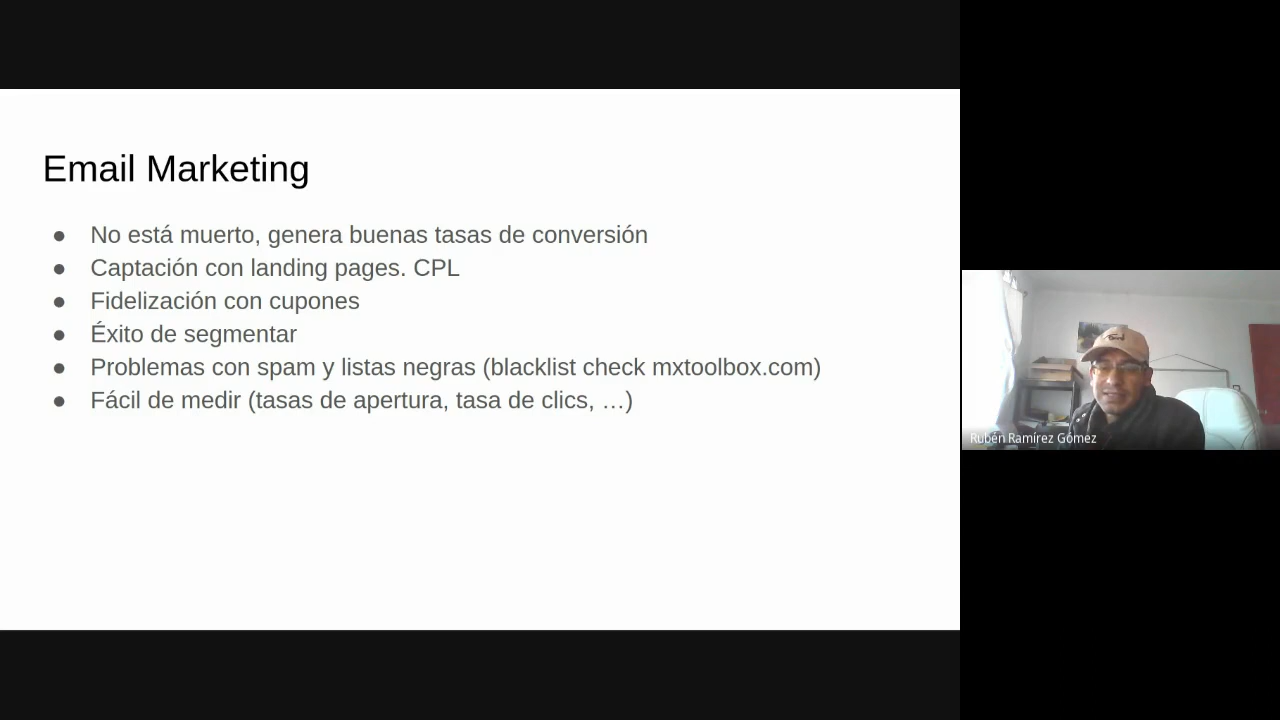 Email Marketing
● No está muerto, genera buenas tasas de conversión
● Captación con landing pages. CPL
● Fidelización con cupones
● Éxito de segmentar
● Problemas con spam y listas negras (blacklist check mxtoolbox.com)
● Fácil de medir (tasas de apertura, tasa de clics, …)
Rubén Ramírez Gómez